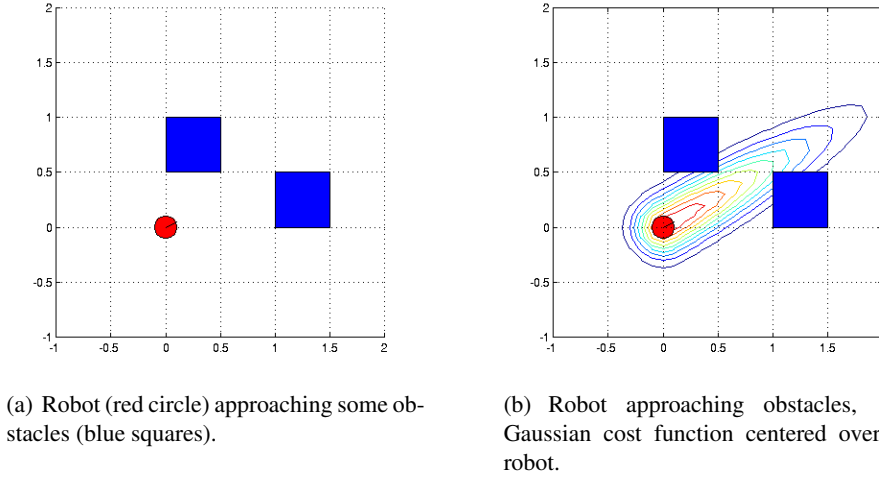 2
1.5
1
0.5
0
-0.5
-1
-1 -0.5 0 0.5 1 1.5 2
(a) Robot (red circle) approaching some ob-
stacles (blue squares).
2
1.5
1
0.5
0
-0.5
-1
-1 -0.5 0 0.5 1 1.5
(b) Robot approaching obstacles,
Gaussian cost function centered over
robot.